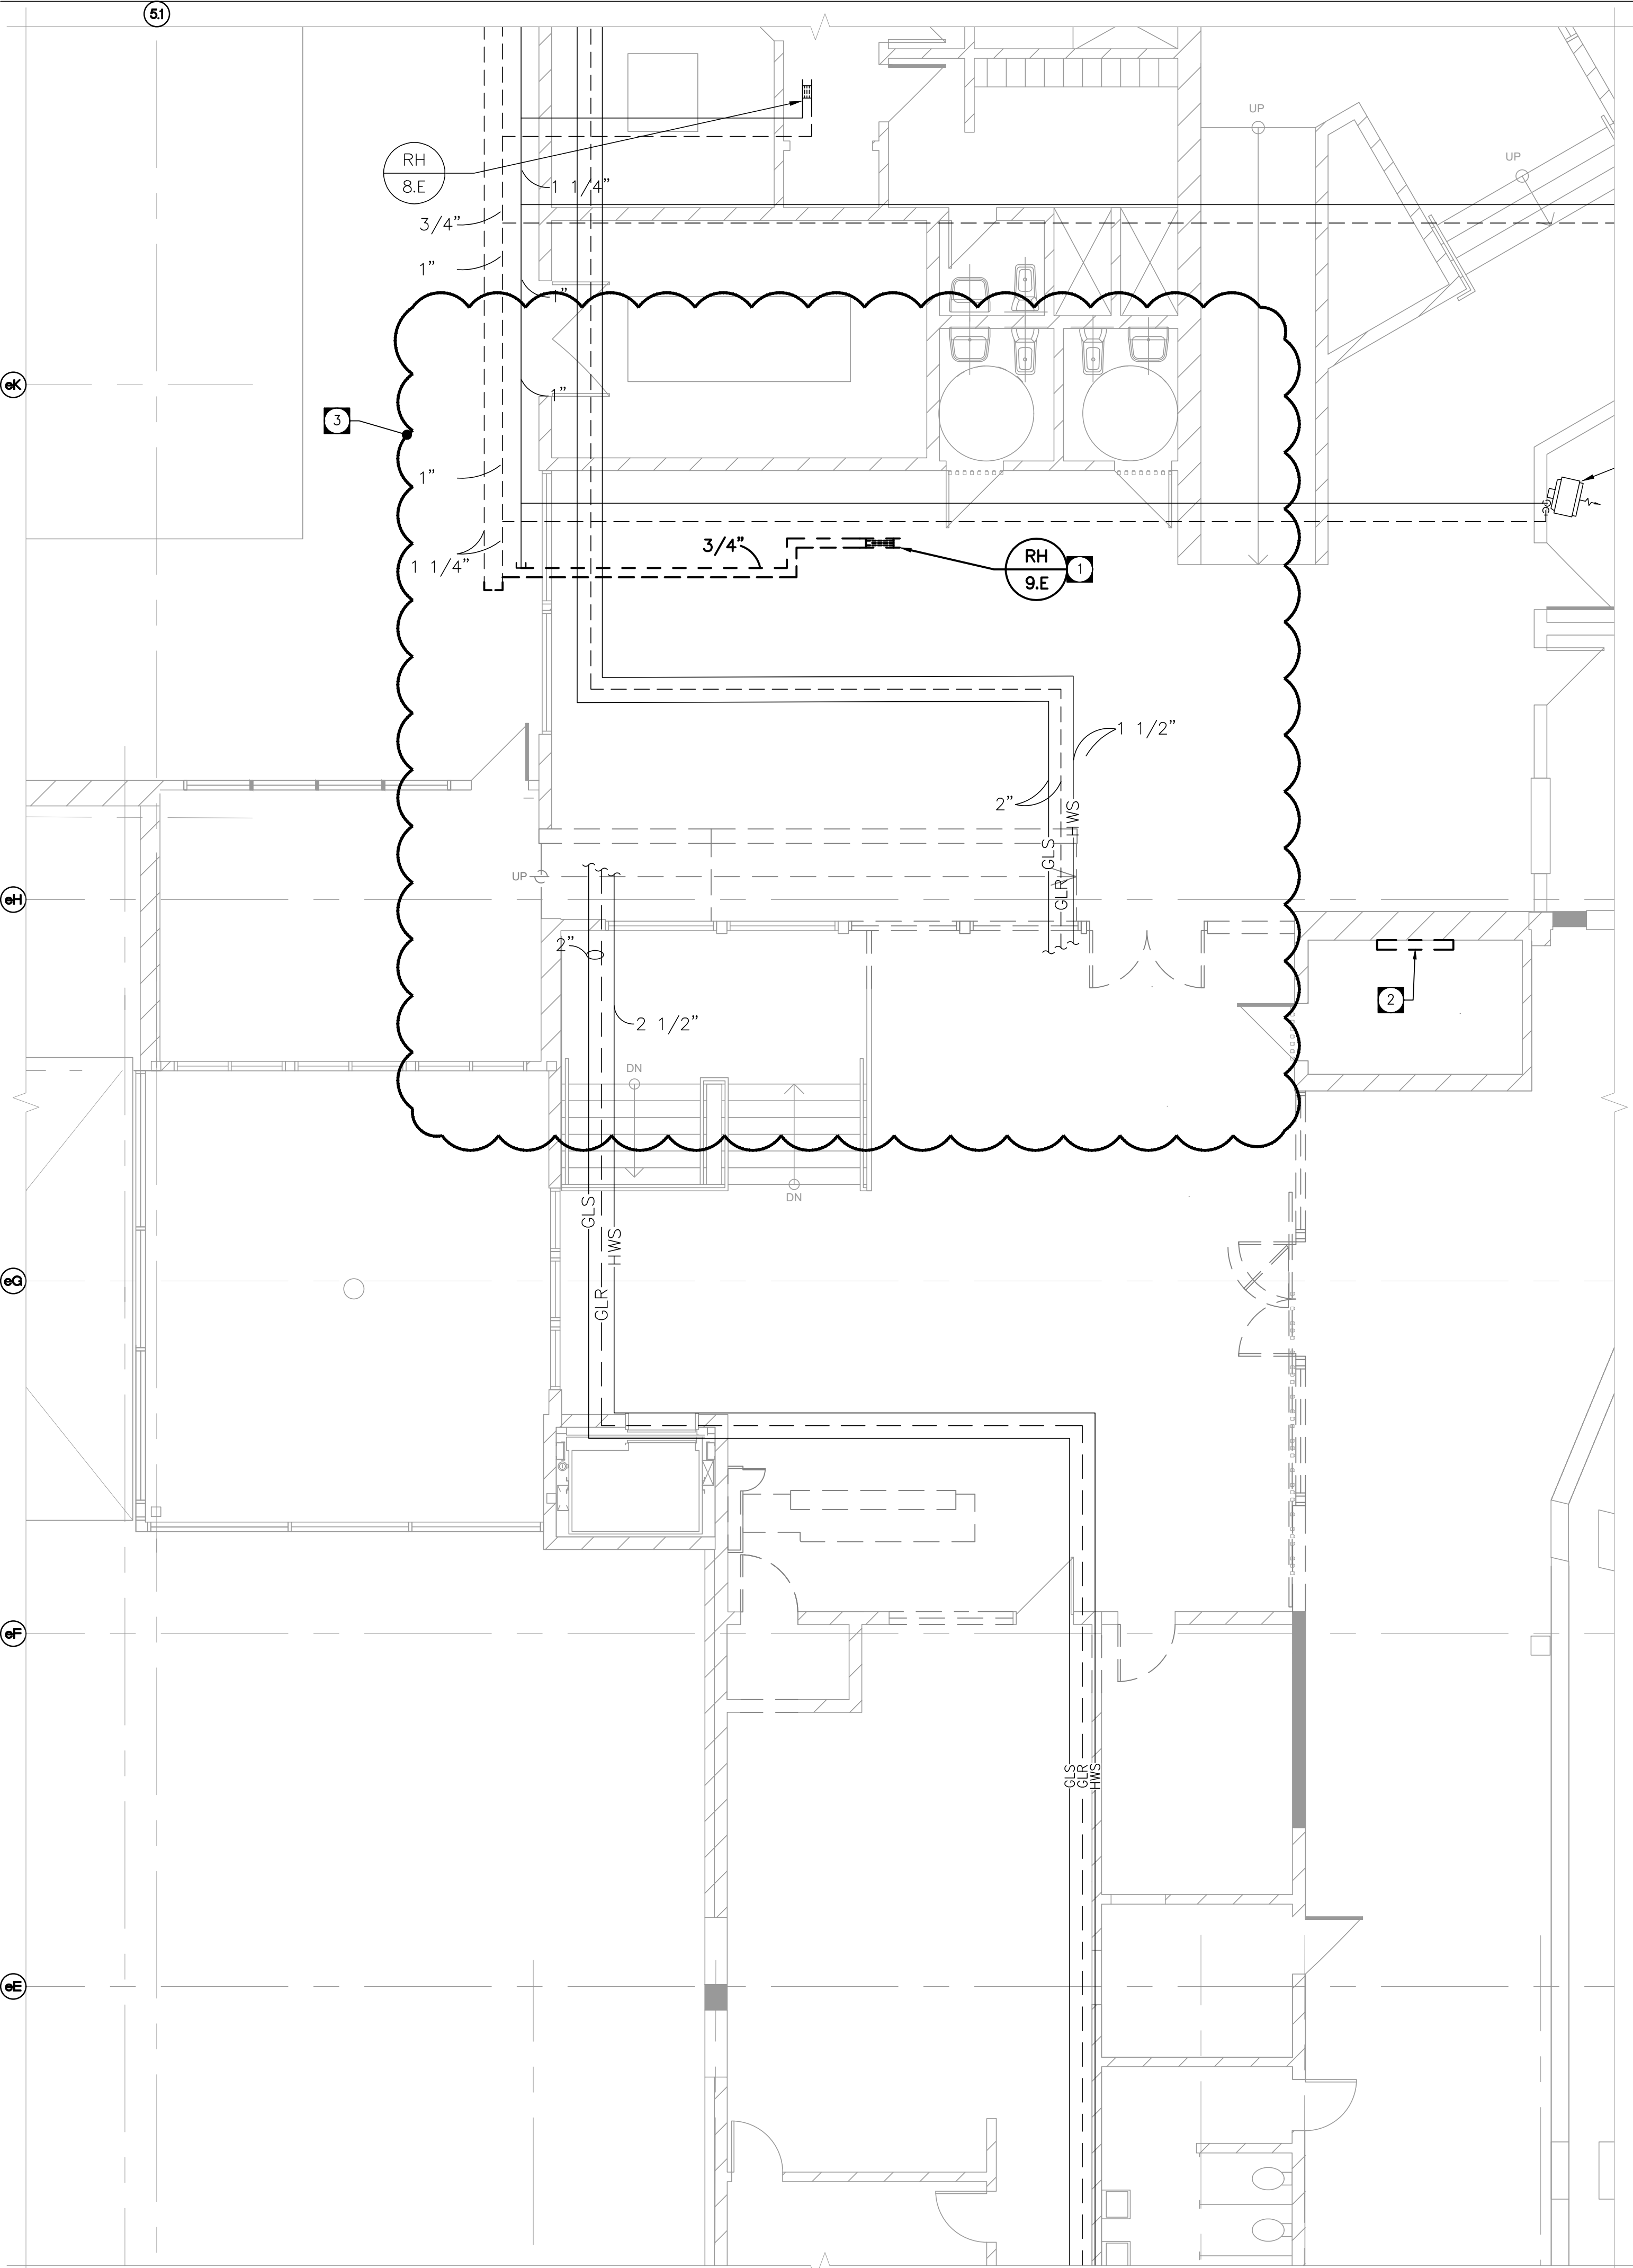 5.1
UP
UP
RH
8.E
1 1/4”
3/4”
1”
1”
eK
1”
3
1”
3/4”
RH
9.E
1
1 1/4”
1 1/2”
2”
HWS
GLS
GLR
UP
eH
2”
2
2 1/2”
DN
DN
GLS
HWS
GLR
eG
eF
GLS
GLR
HWS
eE